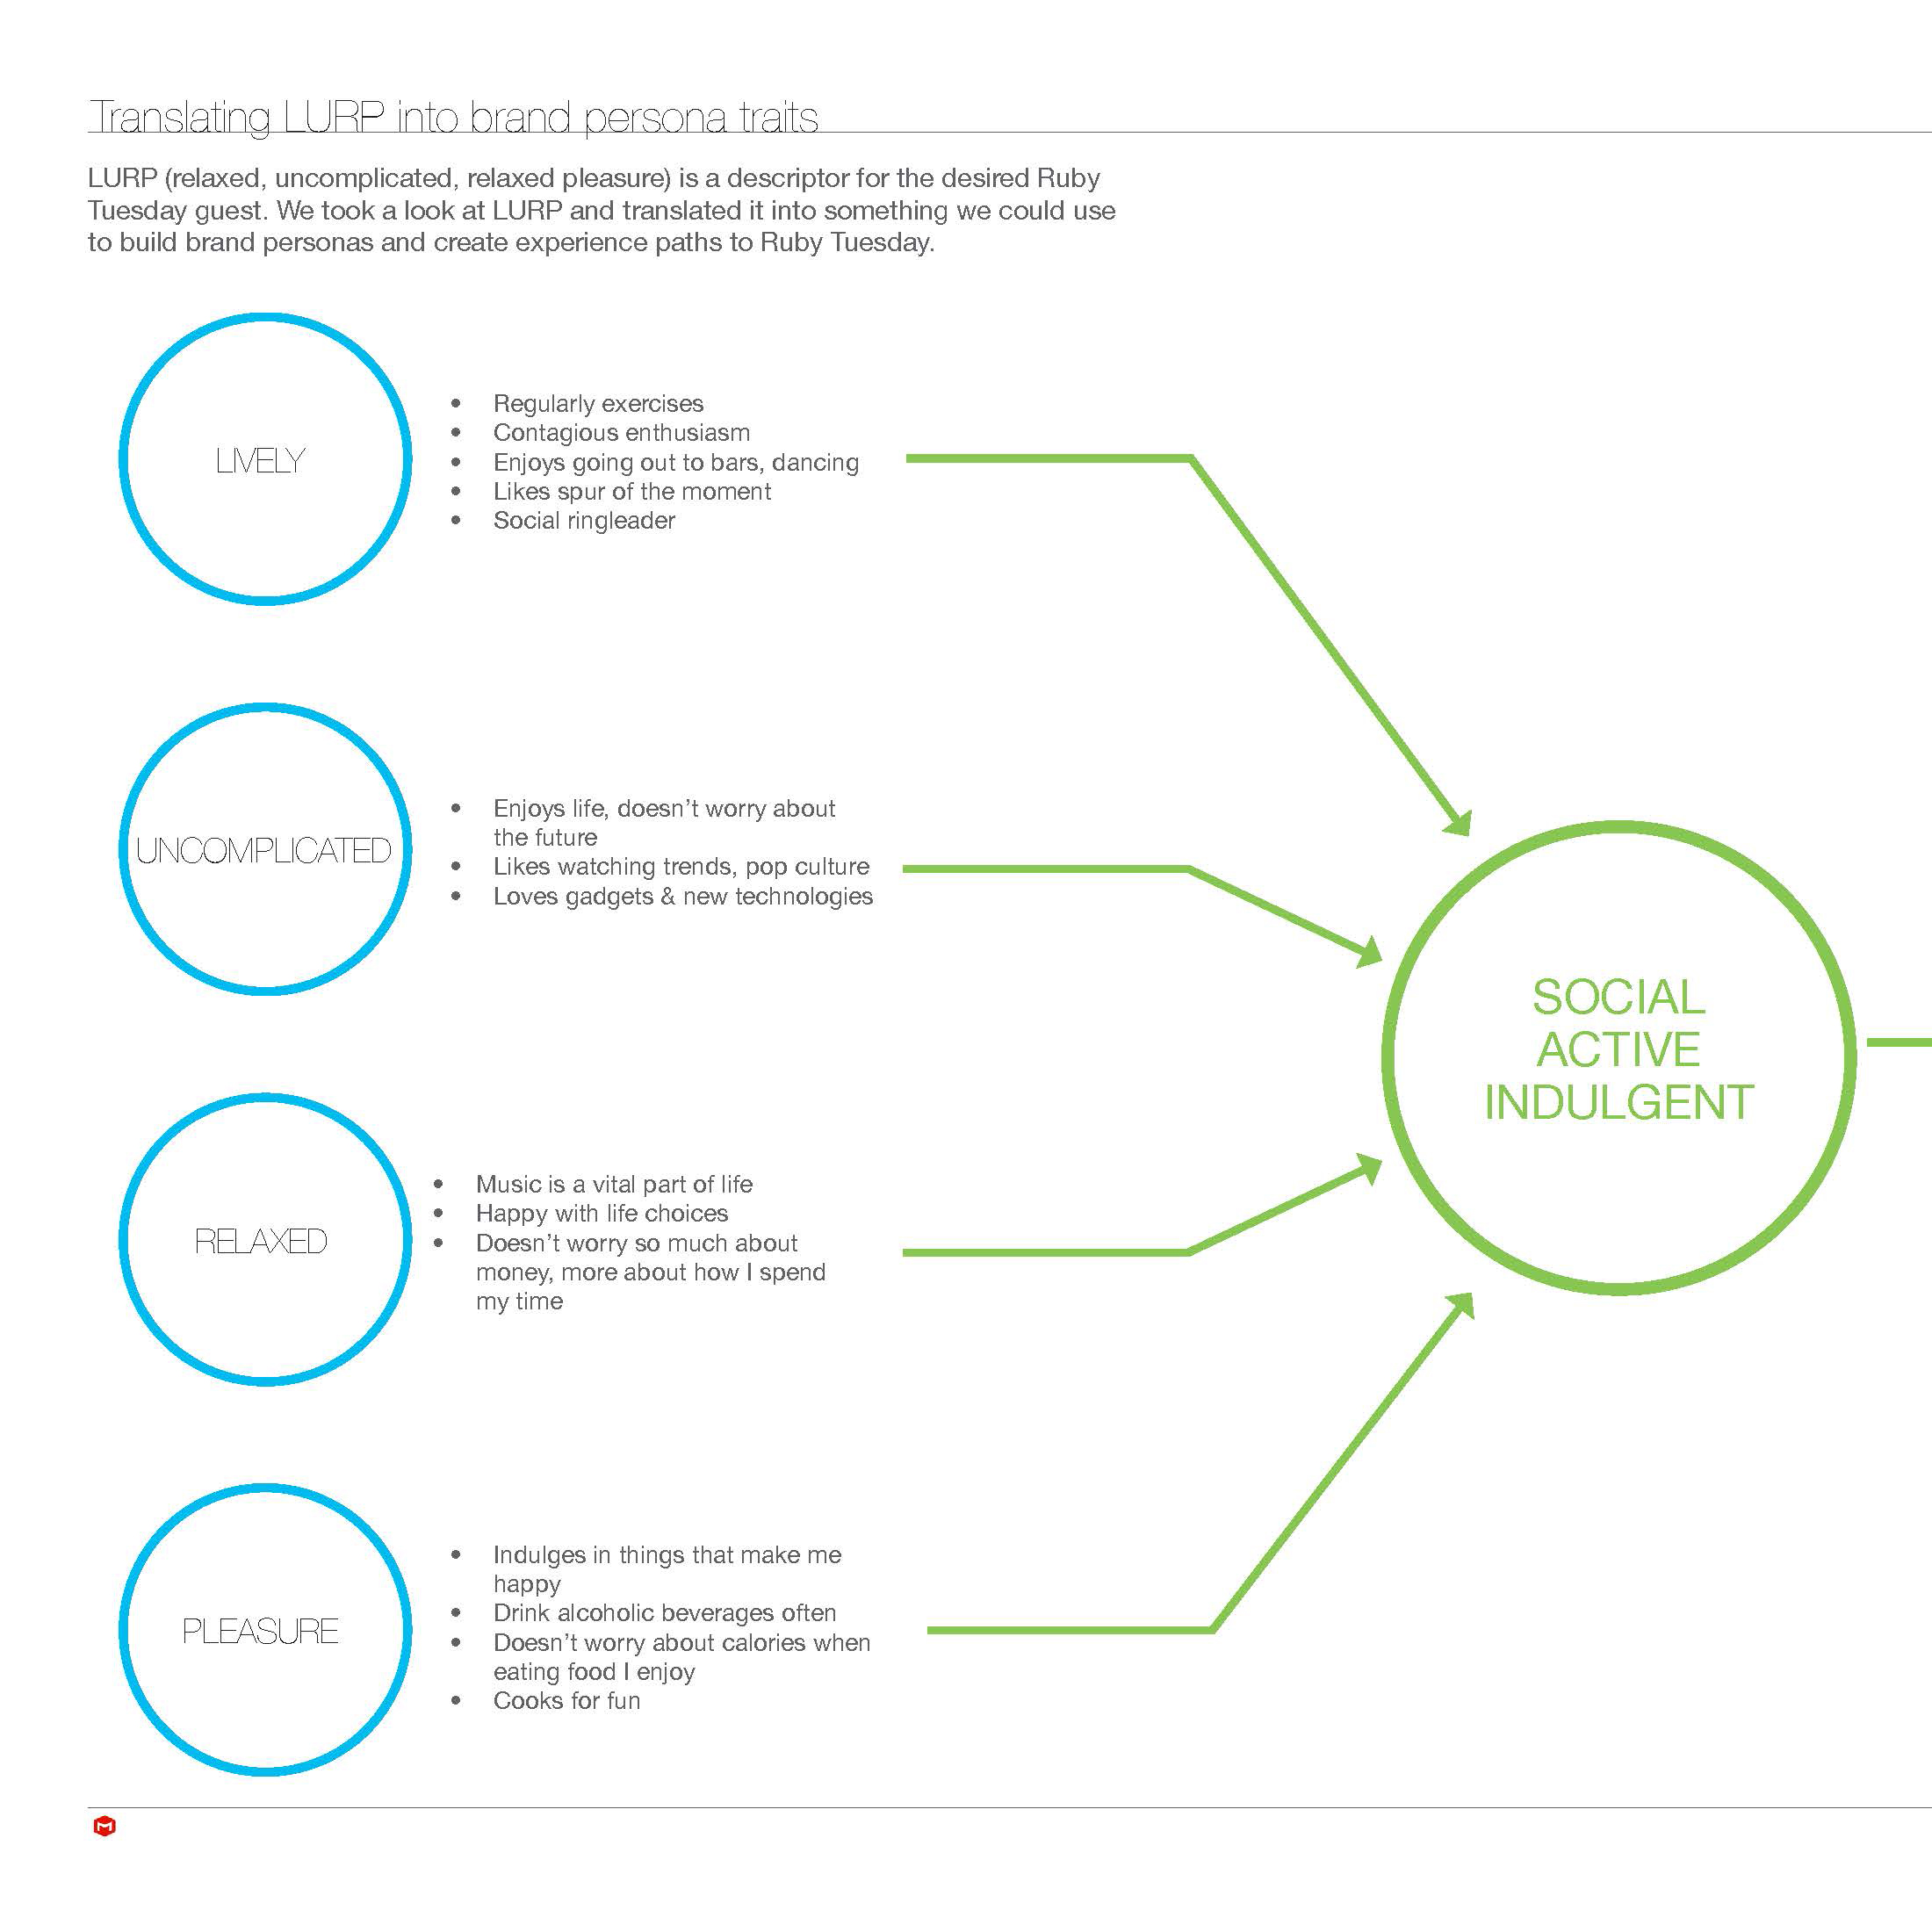 Translating LURP into brand persona traits
LURP (relaxed, uncomplicated, relaxed pleasure) is a descriptor for the desired Ruby
Tuesday guest. We took a look at LURP and translated it into something we could use
to build brand personas and create experience paths to Ruby Tuesday.
LIVELY
• Regularly exercises
• Contagious enthusiasm
• Enjoys going out to bars, dancing
• Likes spur of the moment
• Social ringleader
UNCOMPLICATED
• Enjoys life, doesn’t worry about
the future
• Likes watching trends, pop culture
• Loves gadgets & new technologies
RELAXED
• Music is a vital part of life
• Happy with life choices
• Doesn’t worry so much about
money, more about how I spend
my time
PLEASURE
• Indulges in things that make me
happy
• Drink alcoholic beverages often
• Doesn’t worry about calories when
eating food I enjoy
• Cooks for fun
SOCIAL
ACTIVE
INDULGENT